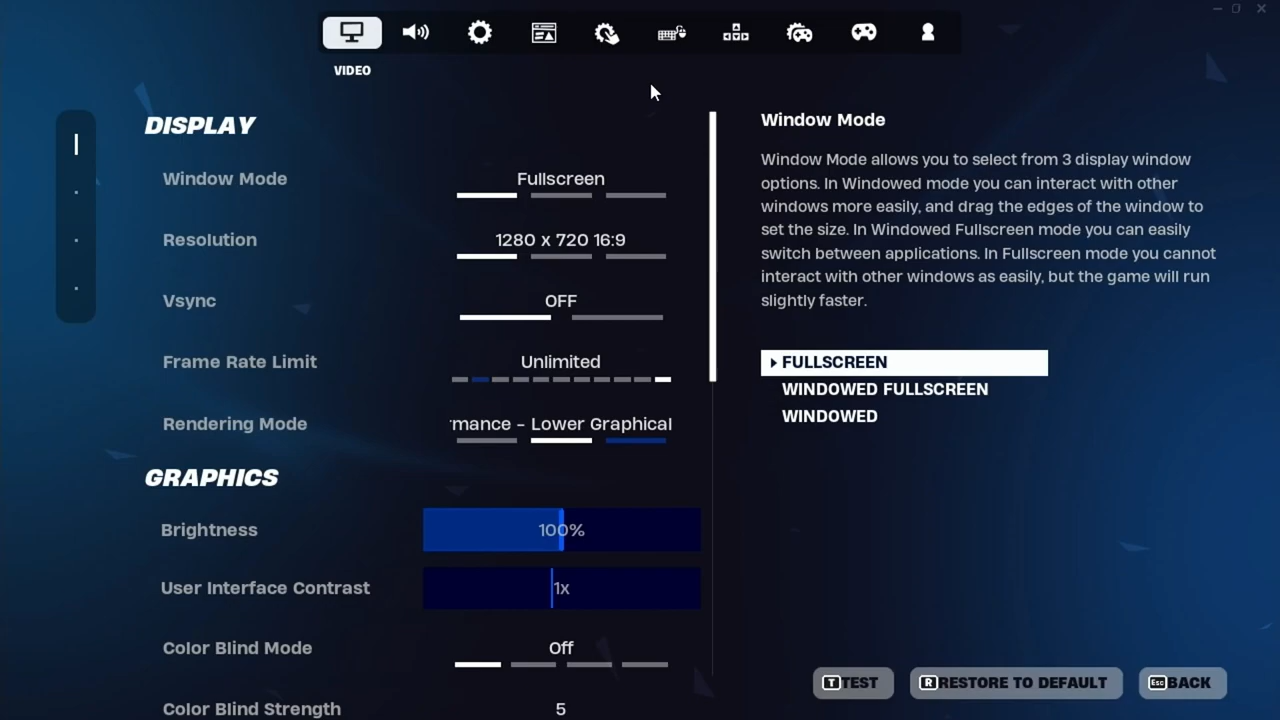 VIDEO
DISPLAY
Window Mode
Fullscreen
Resolution
1280 x 720 16:9
Vsync
OFF
Frame Rate Limit
Unlimited
Rendering Mode
rmance - Lower Graphical
GRAPHICS
Brightness
100%
User Interface Contrast
1x
Color Blind Mode
Off
Color Blind Strength
5
Window Mode
Window Mode allows you to select from 3 display window
options. In Windowed mode you can interact with other
windows more easily, and drag the edges of the window to
set the size. In Windowed Fullscreen mode you can easily
switch between applications. In Fullscreen mode you cannot
interact with other windows as easily, but the game will run
slightly faster.
FULLSCREEN
WINDOWED FULLSCREEN
WINDOWED
T TEST
R RESTORE TO DEFAULT
Esc BACK